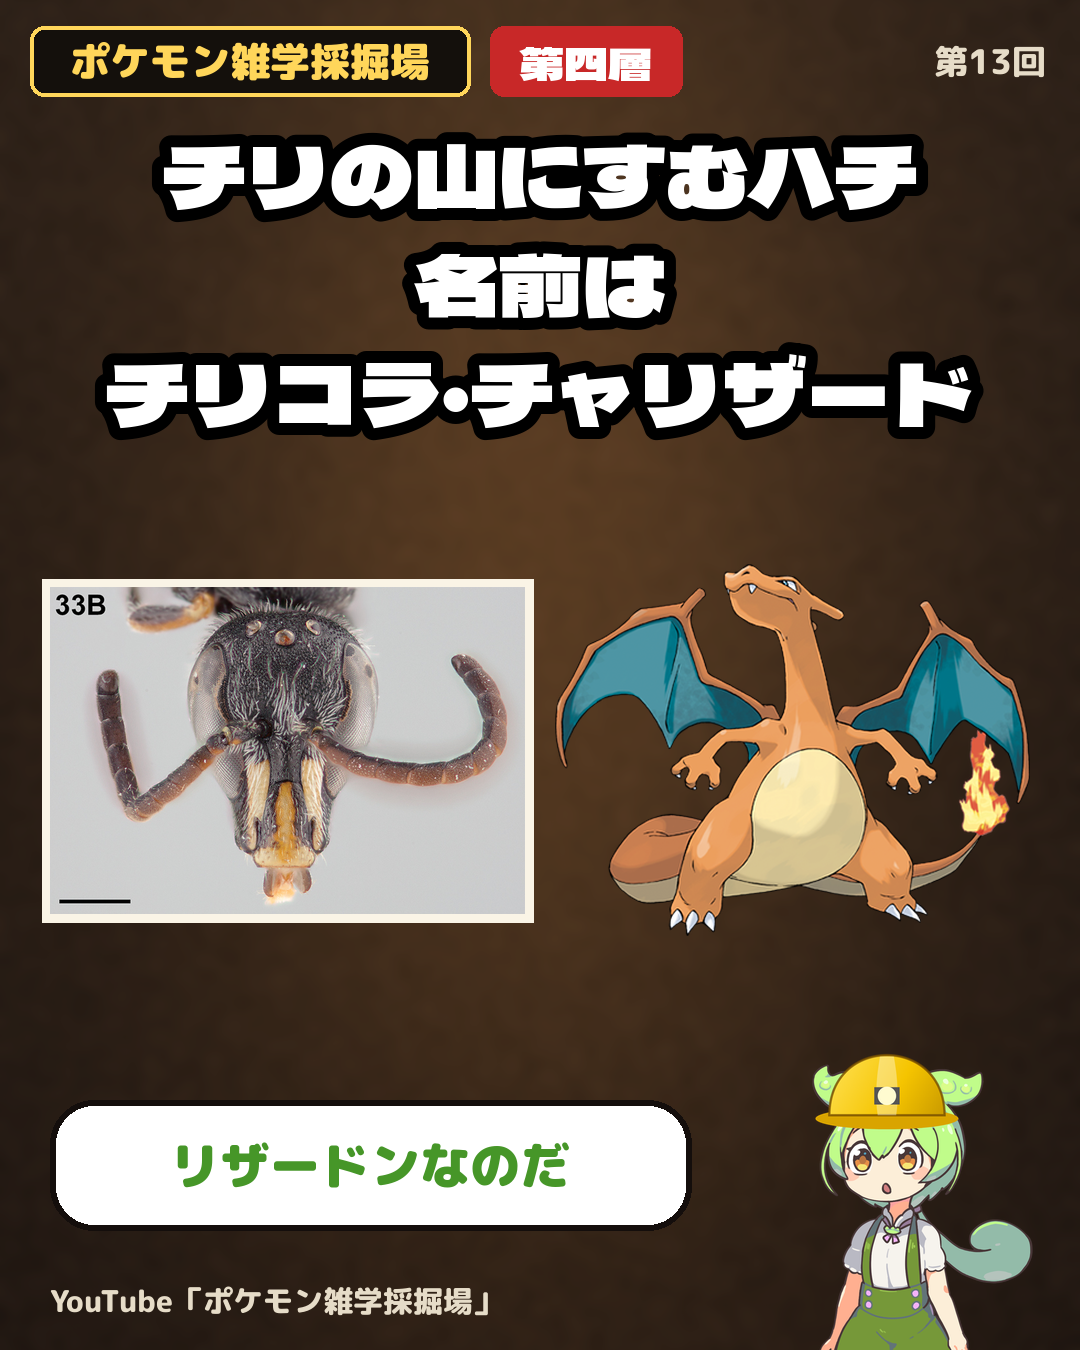 ポケモン雑学採掘場
第四層
第13回
チリの山にすむハチ
名前は
チリコラ・チャリザード
33B
リザードンなのだ
YouTube「ポケモン雑学採掘場」